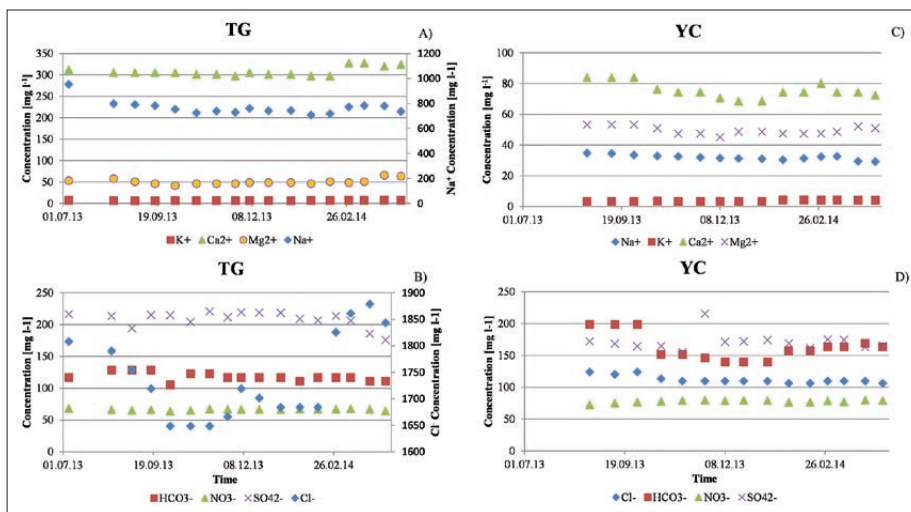 TG
A)
Concentration [mg l-1]
350
300
250
200
150
100
50
0
1200
1000
800
600
400
200
0
Na+ Concentration [mg l-1]
01.07.13 19.09.13 08.12.13 26.02.14
K+ Ca2+ Mg2+ Na+
YC
C)
Concentration [mg l-1]
100
80
60
40
20
0
01.07.13 19.09.13 08.12.13 26.02.14
Na+ K+ Ca2+ Mg2+
TG
B)
Concentration [mg l-1]
250
200
150
100
50
0
1900
1850
1800
1750
1700
1650
1600
Cl- Concentration [mg l-1]
01.07.13 19.09.13 08.12.13 26.02.14
Time
HCO3- NO3- SO42- Cl-
YC
D)
Concentration [mg l-1]
250
200
150
100
50
0
01.07.13 19.09.13 08.12.13 26.02.14
Time
Cl- HCO3- NO3- SO42-